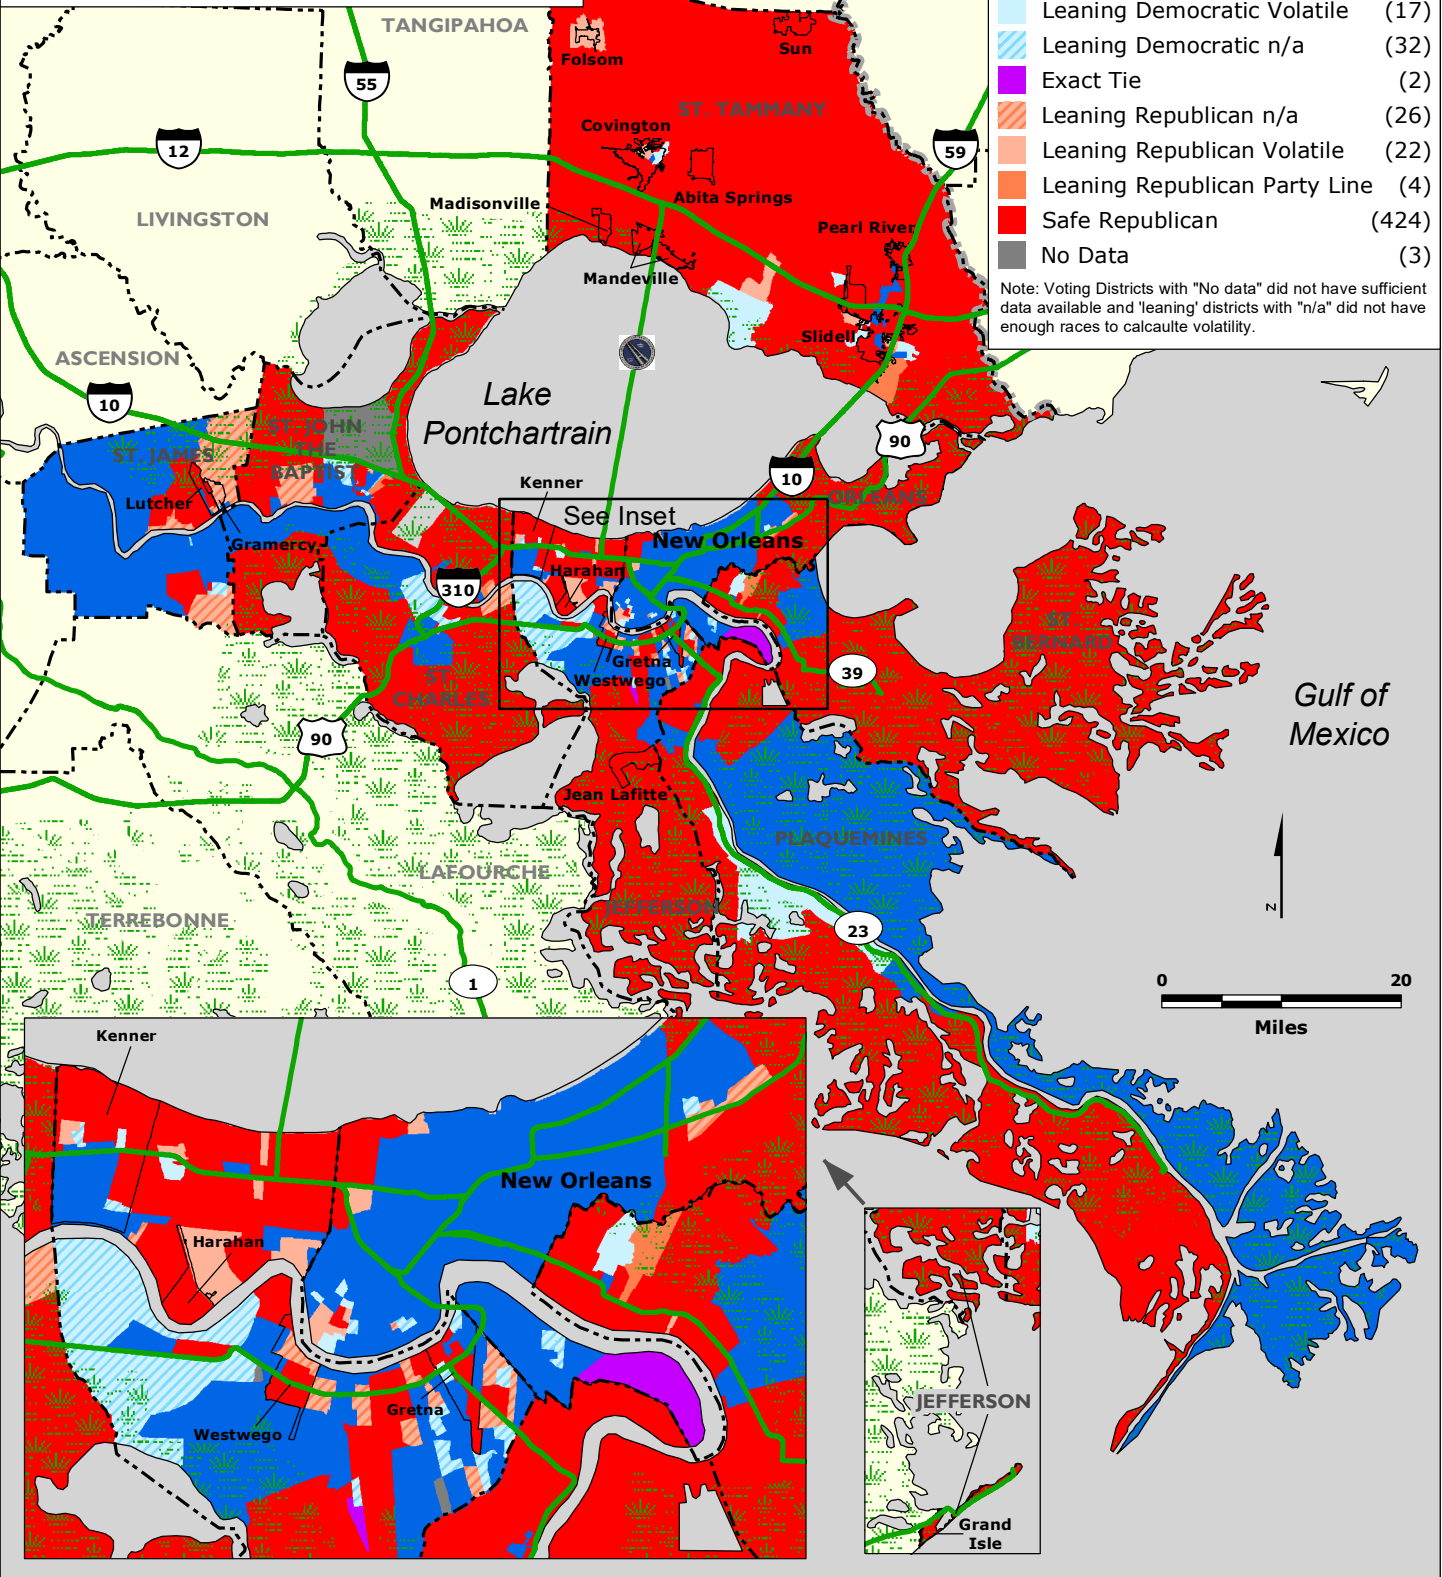 Leaning Democratic Volatile (17)
Leaning Democratic n/a (32)
Exact Tie (2)
Leaning Republican n/a (26)
Leaning Republican Volatile (22)
Leaning Republican Party Line (4)
Safe Republican (424)
No Data (3)
Note: Voting Districts with "No data" did not have sufficient
data available and 'leaning' districts with "n/a" did not have
enough races to calcaulte volatility.
TANGIPAHOA
Folsom
Sun
55
ST. TAMMANY
Covington
12
59
Abita Springs
Madisonville
LIVINGSTON
Pearl River
Mandeville
Slidell
ASCENSION
Lake
Pontchartrain
10
ST. JOHN
THE
BAPTIST
90
ST. JAMES
10
Kenner
ORLEANS
Lutcher
See Inset
New Orleans
Gramercy
Harahan
310
ST
BERNARD
Gretna
39
Westwego
ST.
CHARLES
Gulf of
Mexico
90
Jean Lafitte
PLAQUEMINES
LAFOURCHE
JEFFERSON
TERREBONNE
N
23
1
0 20
Miles
Kenner
New Orleans
Harahan
Gretna
Westwego
JEFFERSON
Grand
Isle